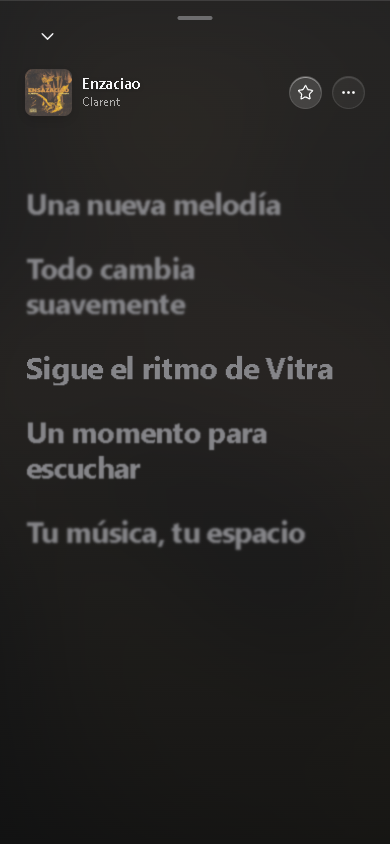 Enzaciao
Clarent
Una nueva melodía
Todo cambia
suavemente
Sigue el ritmo de Vitra
Un momento para
escuchar
Tu música, tu espacio